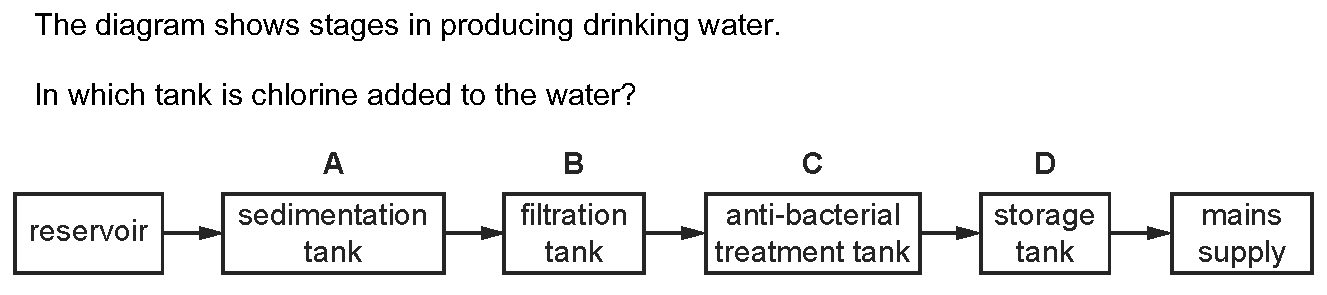 The diagram shows stages in producing drinking water.
In which tank is chlorine added to the water?
A B C D
reservoir
sedimentation
tank
filtration
tank
anti-bacterial
treatment tank
storage
tank
mains
supply